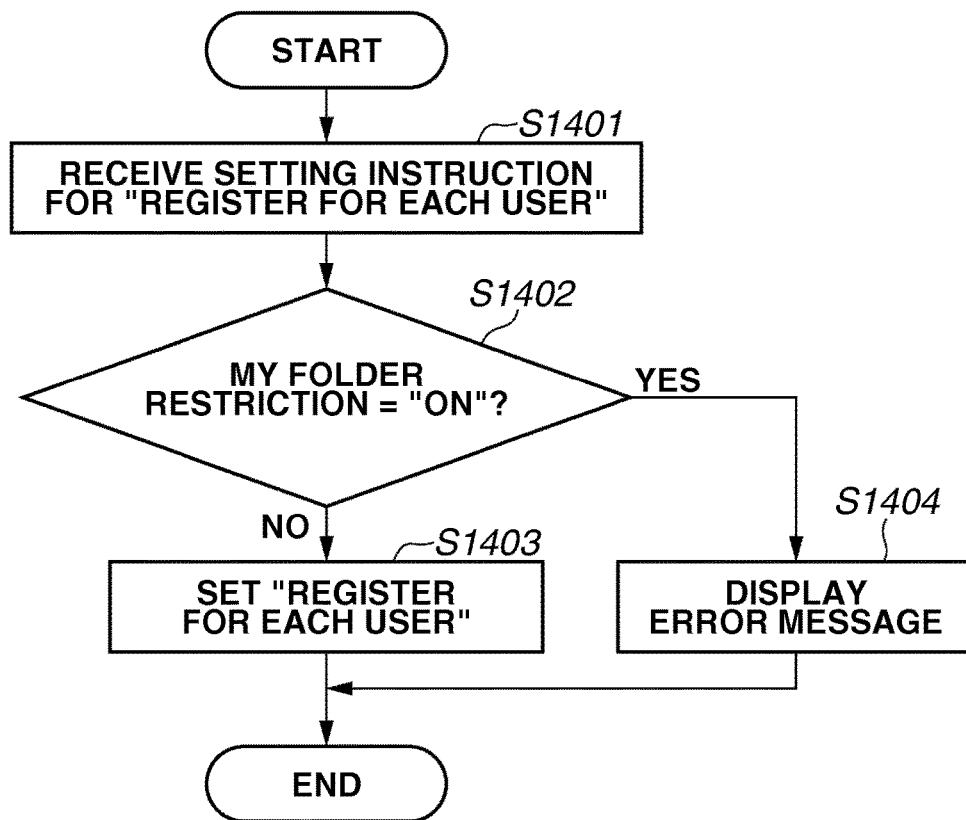 START
S1401
RECEIVE SETTING INSTRUCTION
FOR "REGISTER FOR EACH USER"
S1402
MY FOLDER
RESTRICTION = "ON"?
YES
NO
S1403
SET "REGISTER
FOR EACH USER"
S1404
DISPLAY
ERROR MESSAGE
END